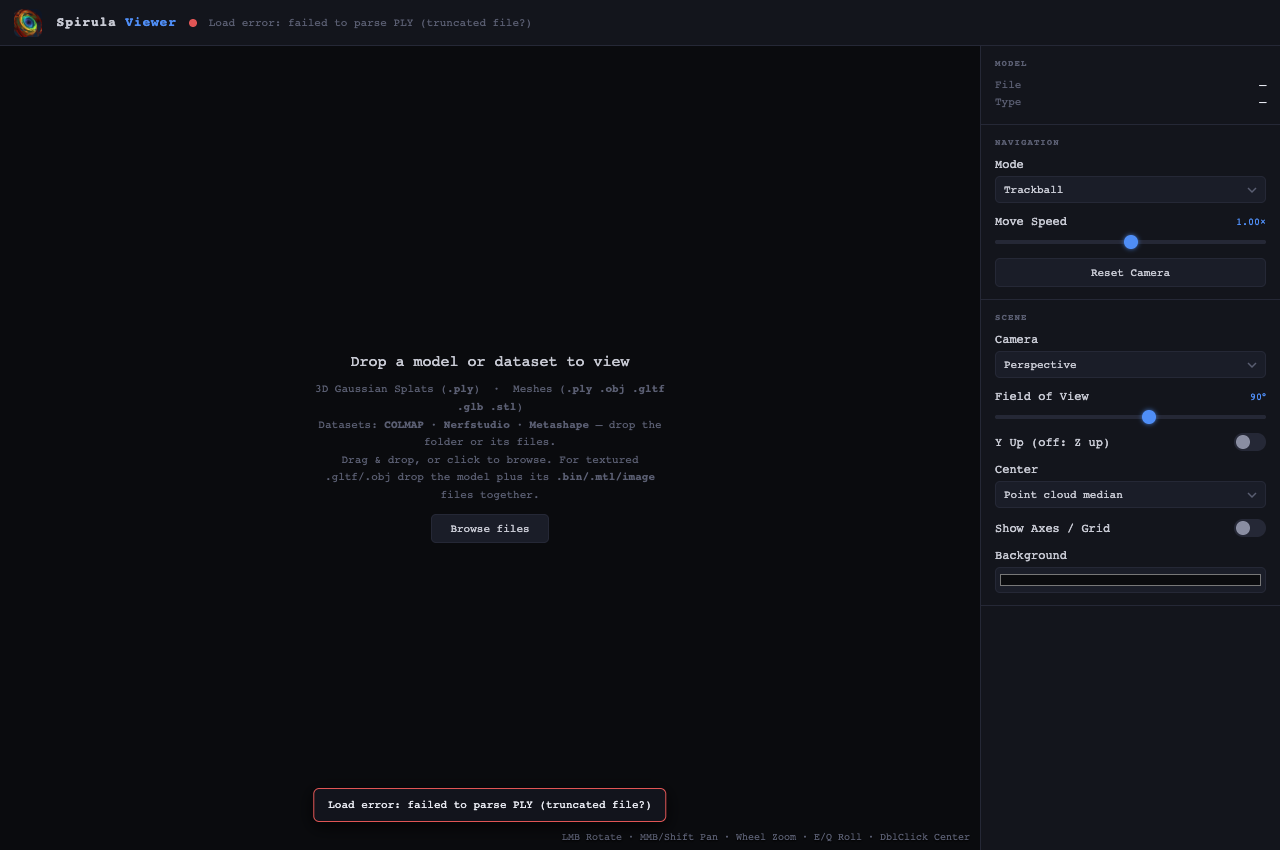 Spirula Viewer
Load error: failed to parse PLY (truncated file?)
MODEL
File —
Type —
NAVIGATION
Mode
Trackball
Move Speed 1.00×
Reset Camera
SCENE
Camera
Perspective
Field of View 90°
Y Up (off: Z up)
Center
Point cloud median
Show Axes / Grid
Background
Drop a model or dataset to view
3D Gaussian Splats (.ply) · Meshes (.ply .obj .gltf
.glb .stl)
Datasets: COLMAP · Nerfstudio · Metashape — drop the
folder or its files.
Drag & drop, or click to browse. For textured
.gltf/.obj drop the model plus its .bin/.mtl/image
files together.
Browse files
Load error: failed to parse PLY (truncated file?)
LMB Rotate · MMB/Shift Pan · Wheel Zoom · E/Q Roll · DblClick Center